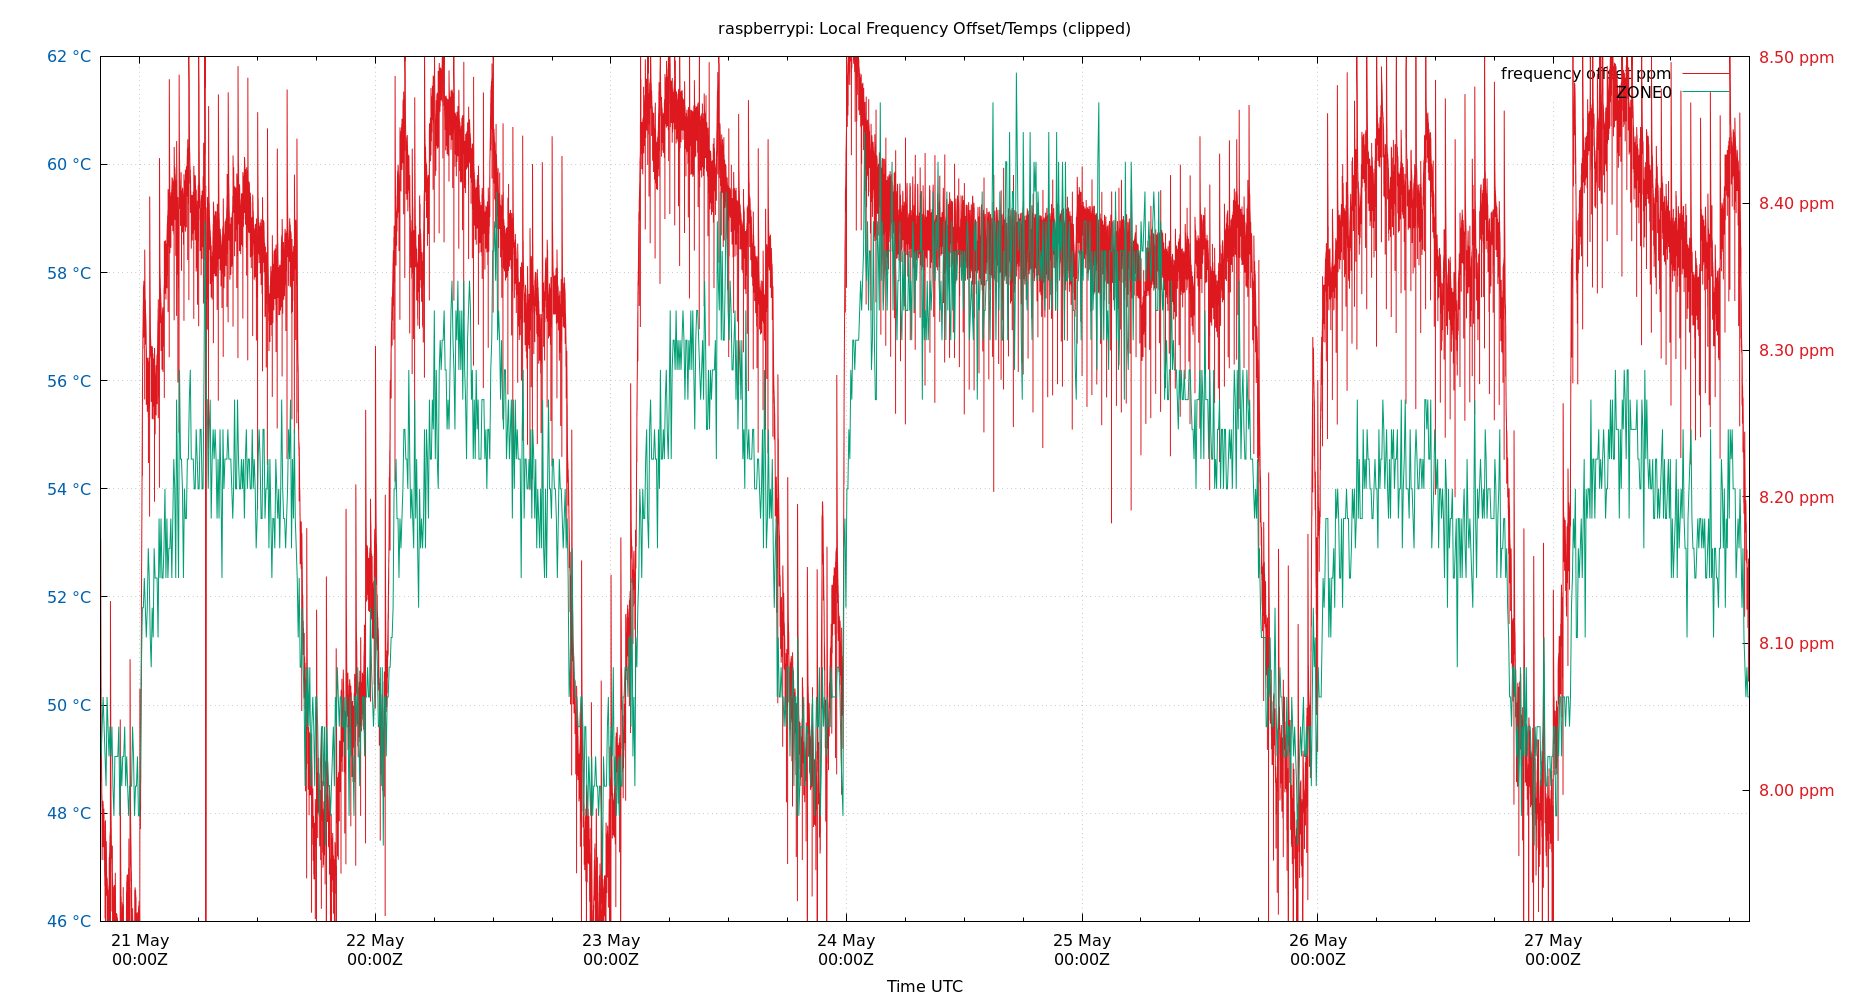 raspberrypi: Local Frequency Offset/Temps (clipped)
62 °C
60 °C
58 °C
56 °C
54 °C
52 °C
50 °C
48 °C
46 °C
8.50 ppm
8.40 ppm
8.30 ppm
8.20 ppm
8.10 ppm
8.00 ppm
frequency offset ppm
ZONE0
21 May
00:00Z
22 May
00:00Z
23 May
00:00Z
24 May
00:00Z
25 May
00:00Z
26 May
00:00Z
27 May
00:00Z
Time UTC